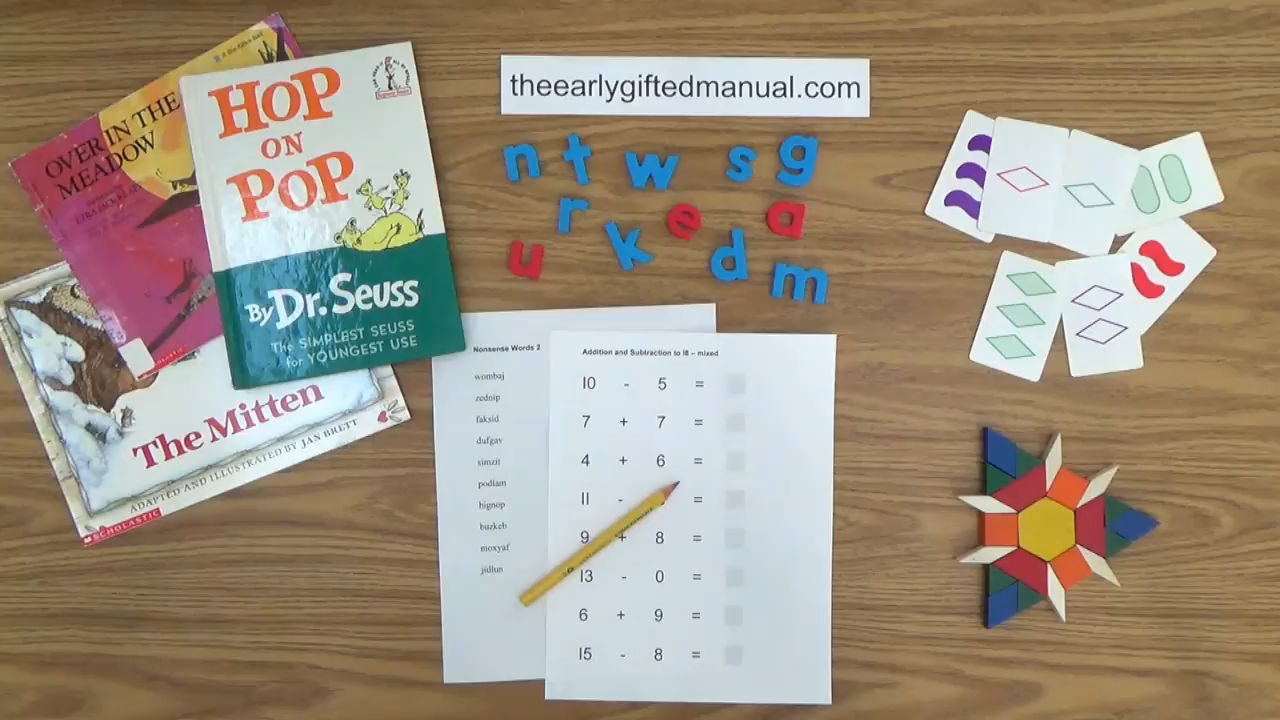 theearlygiftedmanual.com
OVER IN THE
MEADOW
HOP
ON
POP
By Dr. Seuss
The SIMPLEST SEUSS
for YOUNGEST USE
The Mitten
ADAPTED AND ILLUSTRATED BY JAN BRETT
SCHOLASTIC
n t w s g
r k e a
u d m
Nonsense Words 2
wombaj
zednip
faksid
dufgav
simzit
podlam
bignop
buzkeb
moxyaf
jidlun
Addition and Subtraction to 18 – mixed
10 - 5 =
7 + 7 =
4 + 6 =
11 - =
9 + 8 =
13 - 0 =
6 + 9 =
15 - 8 =